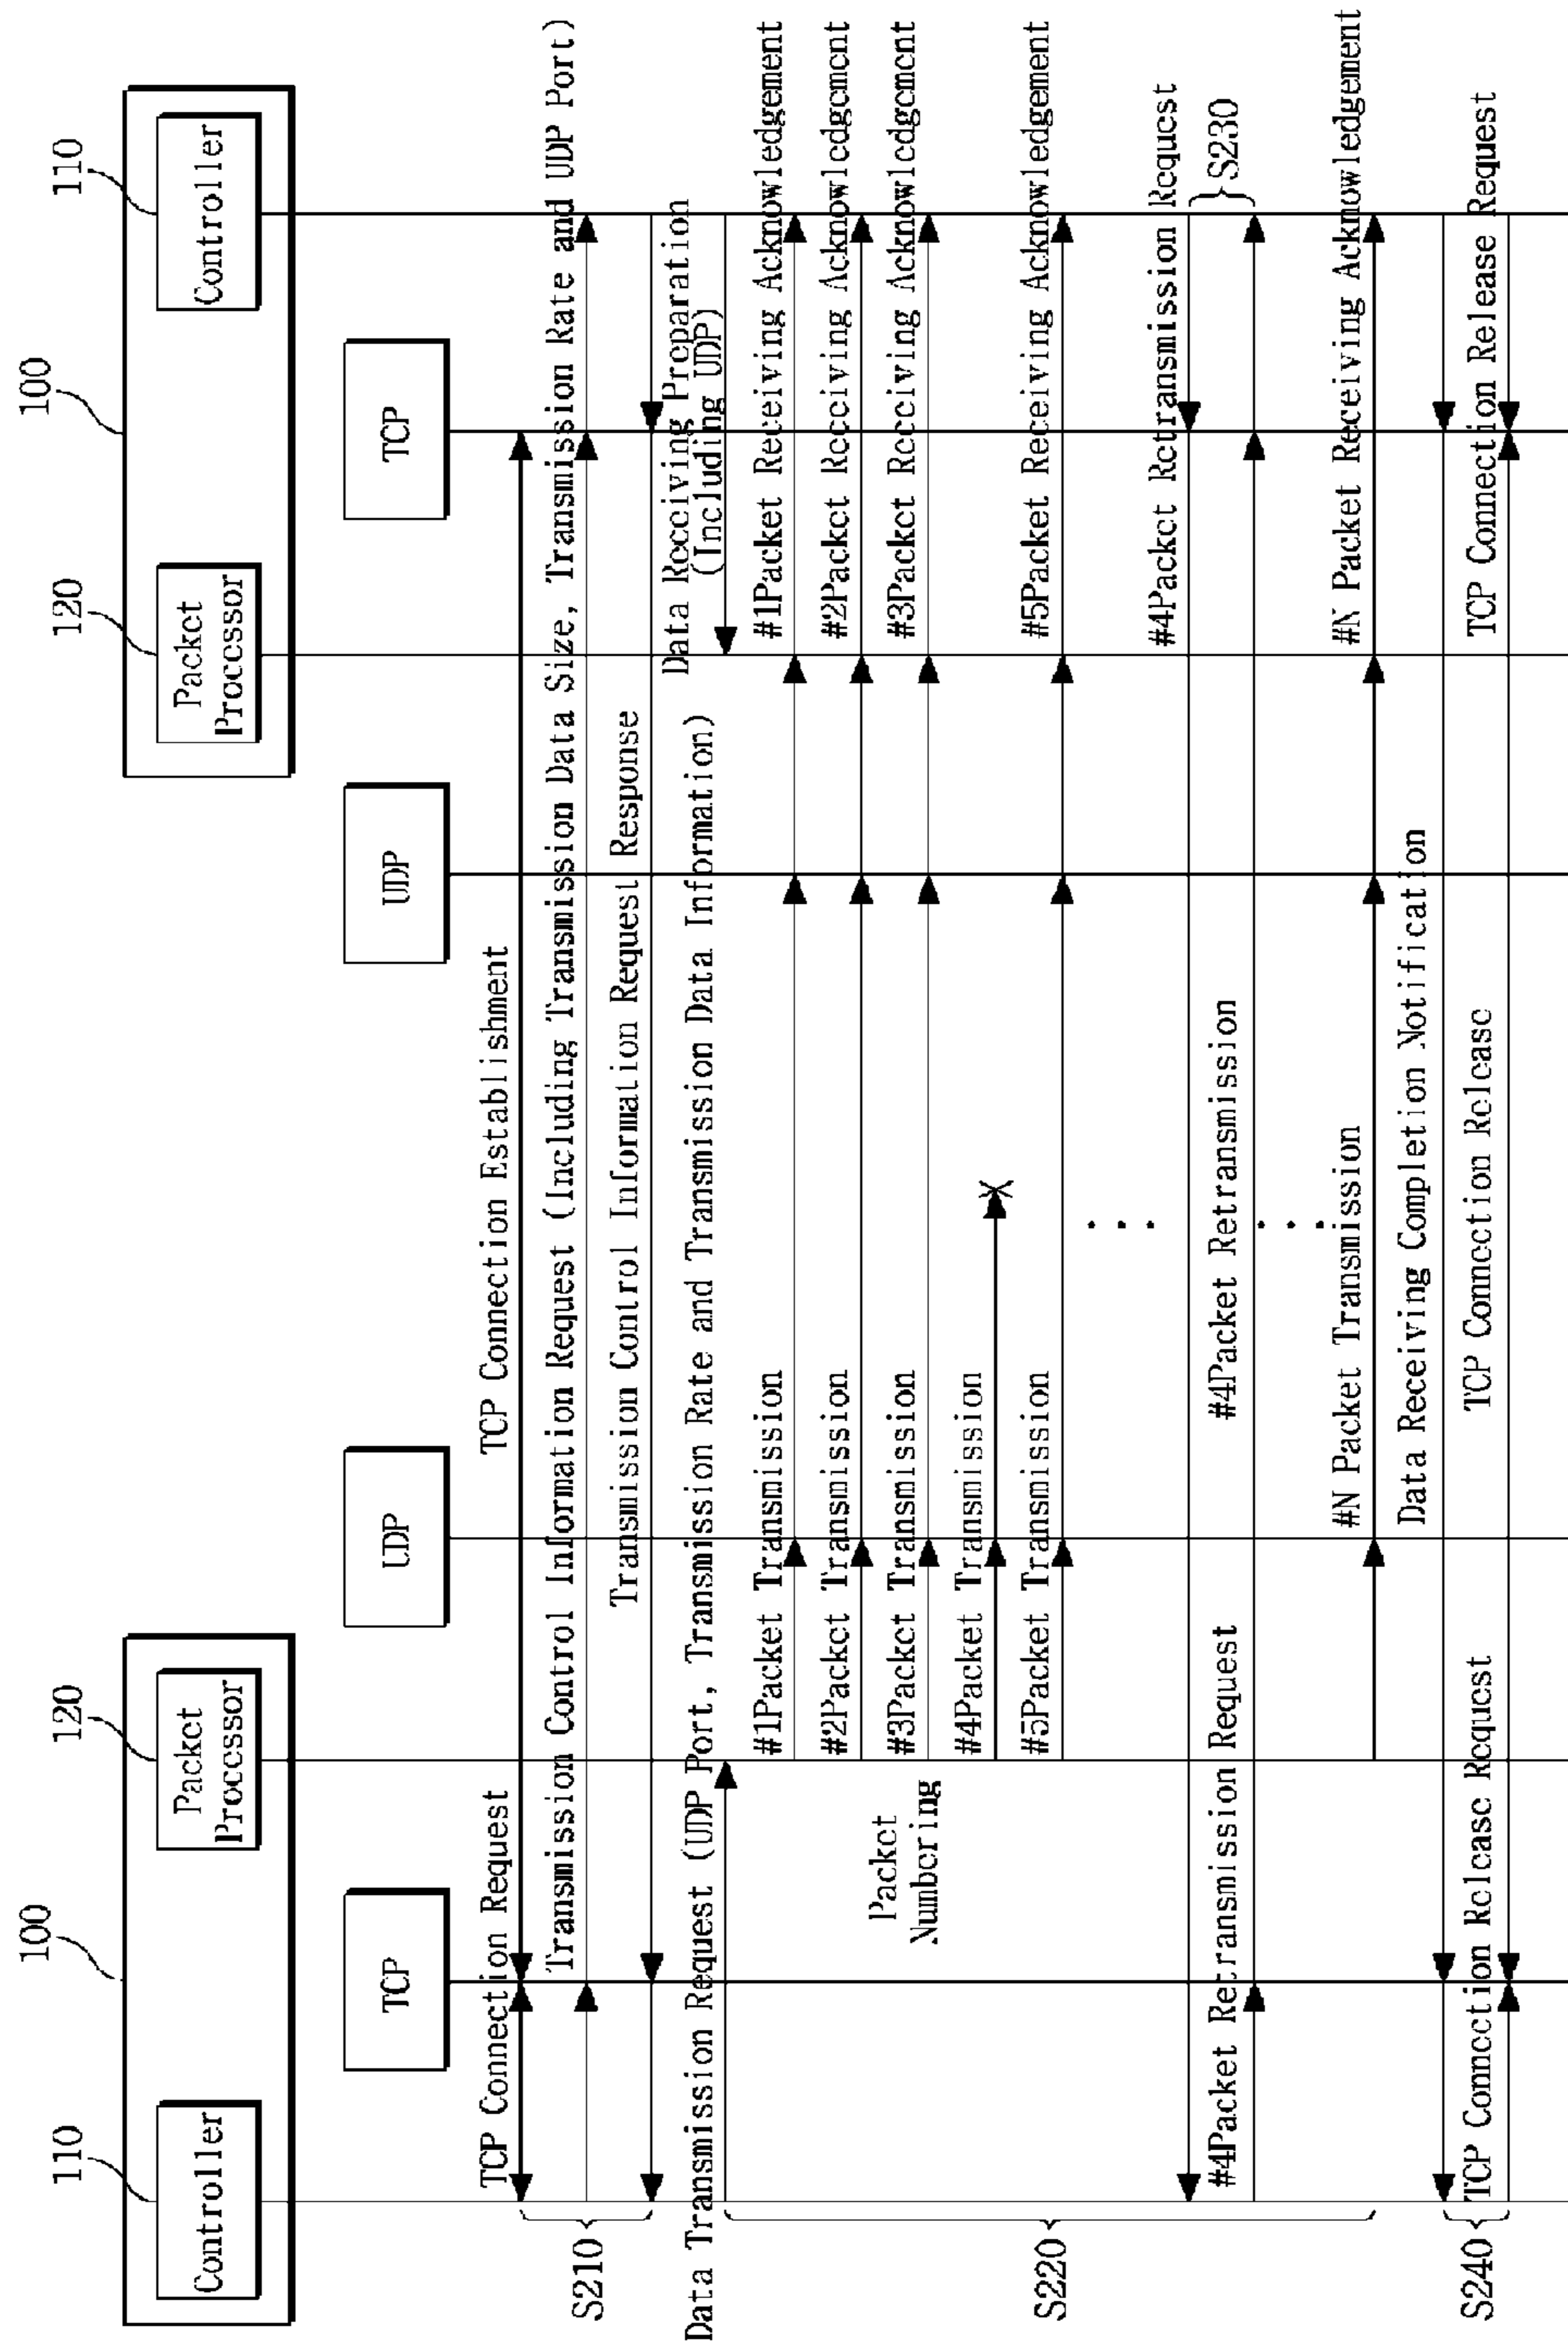 100
100
110
120
120
110
Controller
Packet
Processor
Packet
Processor
Controller
TCP
UDP
UDP
TCP
TCP Connection Request
TCP Connection Establishment
Transmission Control Information Request (Including Transmission Data Size, Transmission Rate and UDP Port)
S210
Transmission Control Information Request Response
Data Receiving Preparation
(Including UDP)
Data Transmission Request (UDP Port, Transmission Rate and Transmission Data Information)
#1Packet Transmission
#1Packet Receiving Acknowledgement
#2Packet Transmission
#2Packet Receiving Acknowledgement
Packet
Numbering
#3Packet Transmission
#3Packet Receiving Acknowledgement
#4Packet Transmission
#5Packet Transmission
#5Packet Receiving Acknowledgement
S220
...
#4Packet Retransmission Request
#4Packet Retransmission Request
#4Packet Retransmission
S230
...
#N Packet Transmission
#N Packet Receiving Acknowledgement
Data Receiving Completion Notification
S240
TCP Connection Release Request
TCP Connection Release
TCP Connection Release Request